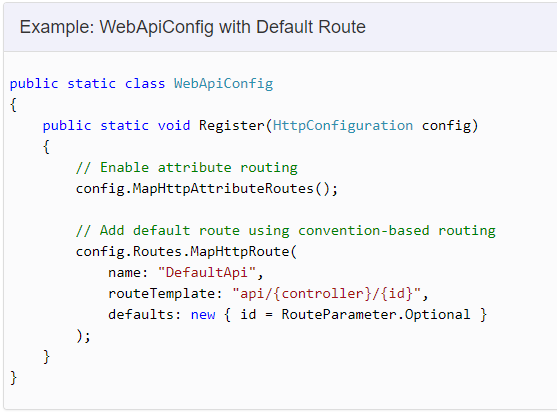 Example: WebApiConfig with Default Route
public static class WebApiConfig
{
    public static void Register(HttpConfiguration config)
    {
        // Enable attribute routing
        config.MapHttpAttributeRoutes();

        // Add default route using convention-based routing
        config.Routes.MapHttpRoute(
            name: "DefaultApi",
            routeTemplate: "api/{controller}/{id}",
            defaults: new { id = RouteParameter.Optional }
        );
    }
}